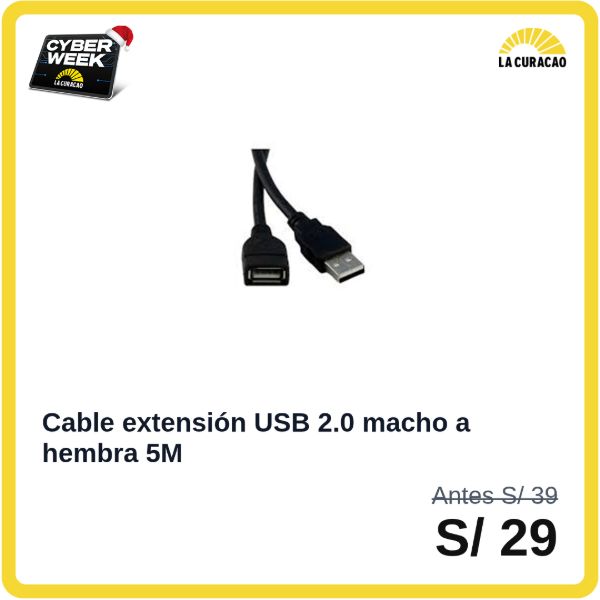 CYBER
WEEK
LA CURACAO
LA CURACAO
Cable extensión USB 2.0 macho a
hembra 5M
Antes S/ 39
S/ 29